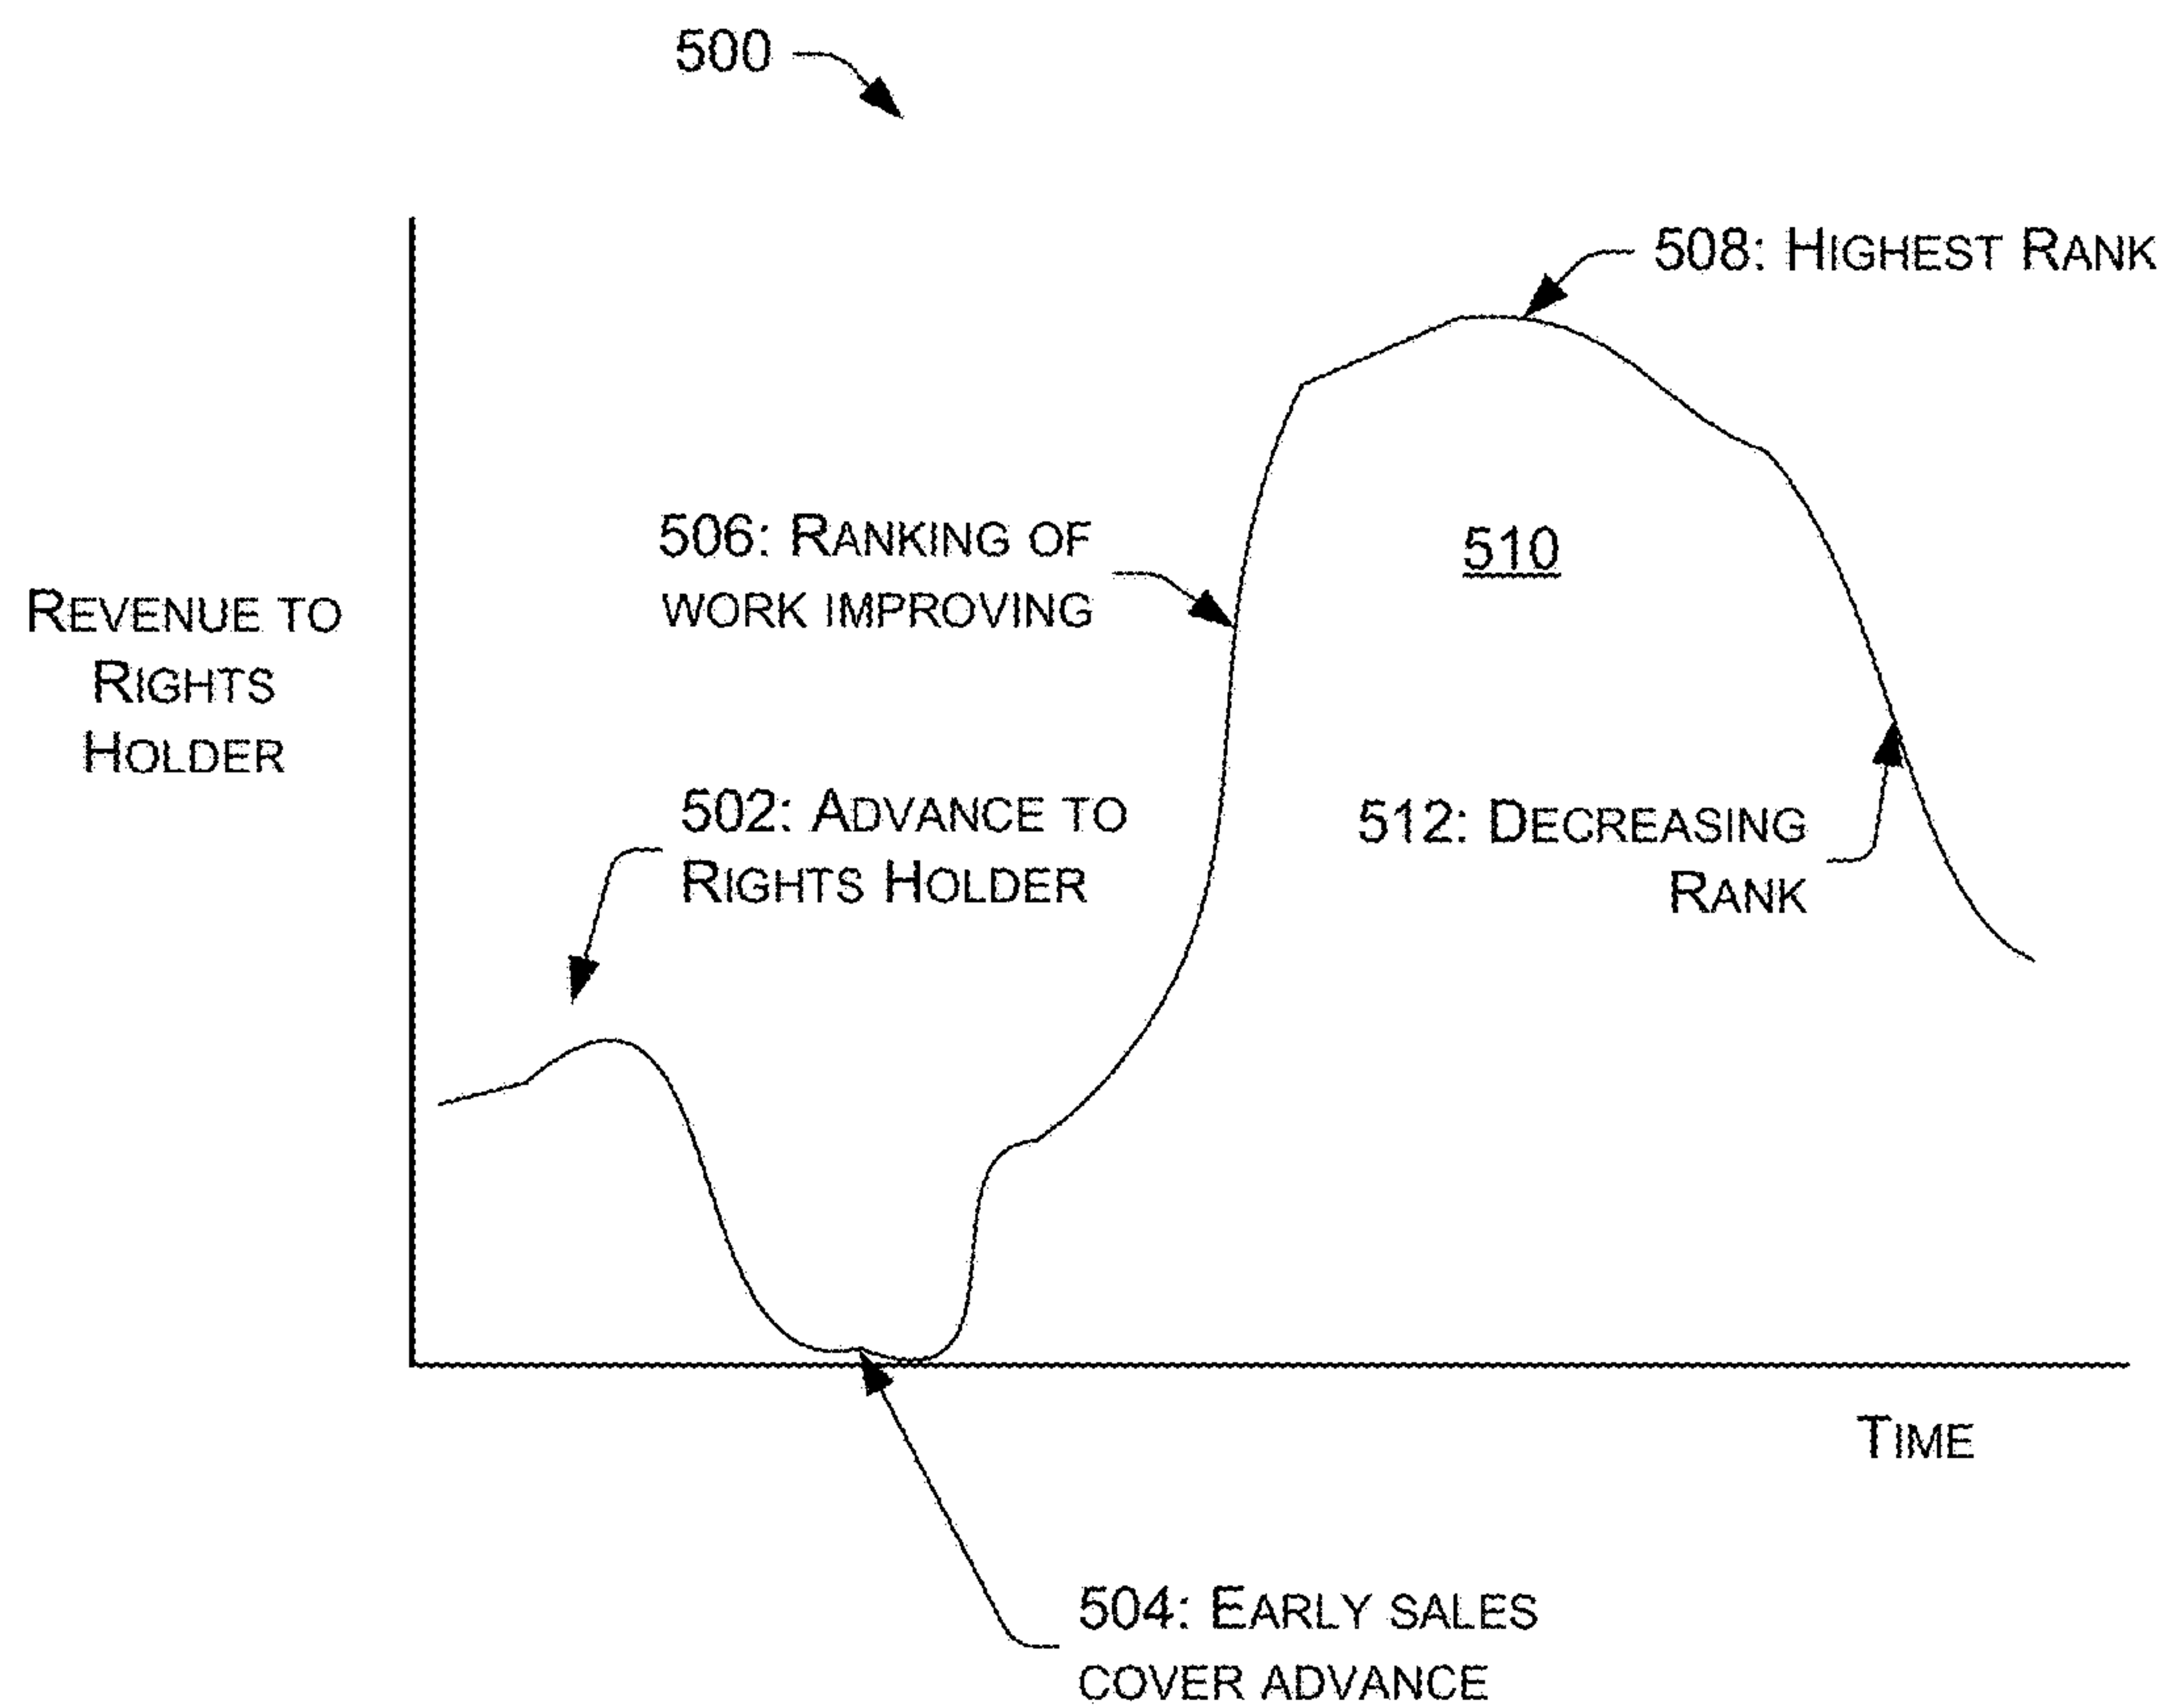 500
508: HIGHEST RANK
506: RANKING OF
WORK IMPROVING
510
REVENUE TO
RIGHTS
HOLDER
502: ADVANCE TO
RIGHTS HOLDER
512: DECREASING
RANK
TIME
504: EARLY SALES
COVER ADVANCE